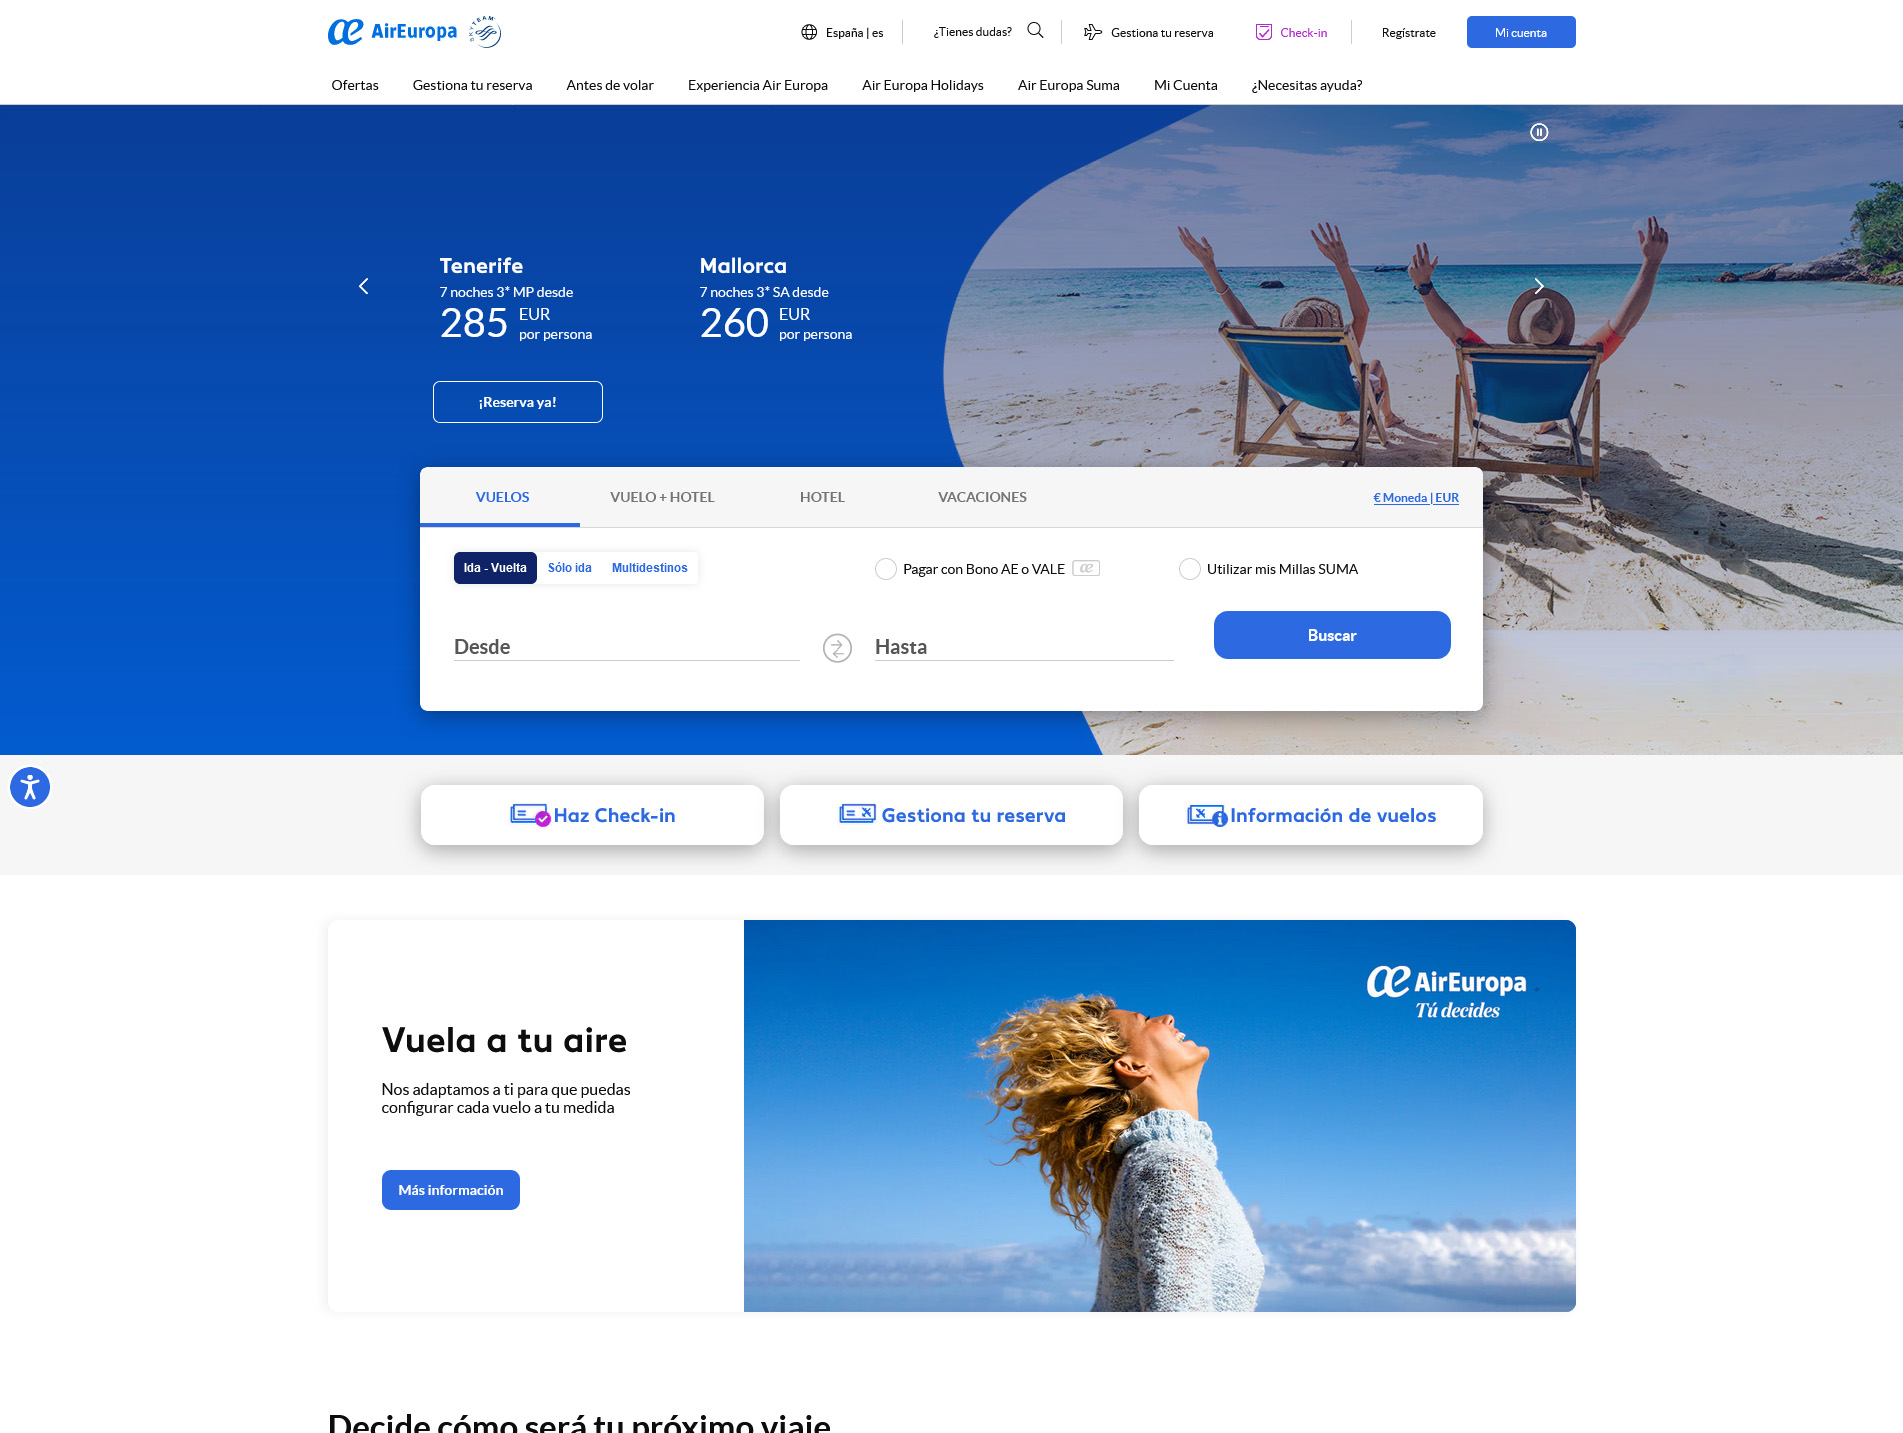 AirEuropa
SKYTEAM
España | es
¿Tienes dudas?
Gestiona tu reserva
Check-in
Regístrate
Mi cuenta
Ofertas
Gestiona tu reserva
Antes de volar
Experiencia Air Europa
Air Europa Holidays
Air Europa Suma
Mi Cuenta
¿Necesitas ayuda?
Tenerife
7 noches 3* MP desde
285 EUR
por persona
Mallorca
7 noches 3* SA desde
260 EUR
por persona
¡Reserva ya!
VUELOS
VUELO + HOTEL
HOTEL
VACACIONES
€ Moneda | EUR
Ida - Vuelta
Sólo ida
Multidestinos
Pagar con Bono AE o VALE
Utilizar mis Millas SUMA
Desde
Hasta
Buscar
Haz Check-in
Gestiona tu reserva
Información de vuelos
Vuela a tu aire
Nos adaptamos a ti para que puedas
configurar cada vuelo a tu medida
Más información
AirEuropa
Tú decides
Decide cómo será tu próximo viaje